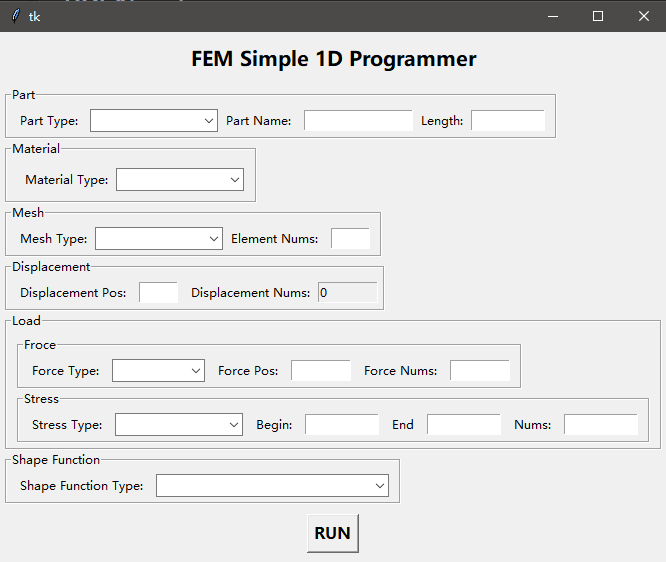 tk
FEM Simple 1D Programmer
Part
Part Type: Part Name: Length:
Material
Material Type:
Mesh
Mesh Type: Element Nums:
Displacement
Displacement Pos: Displacement Nums: 0
Load
Froce
Force Type: Force Pos: Force Nums:
Stress
Stress Type: Begin: End Nums:
Shape Function
Shape Function Type:
RUN